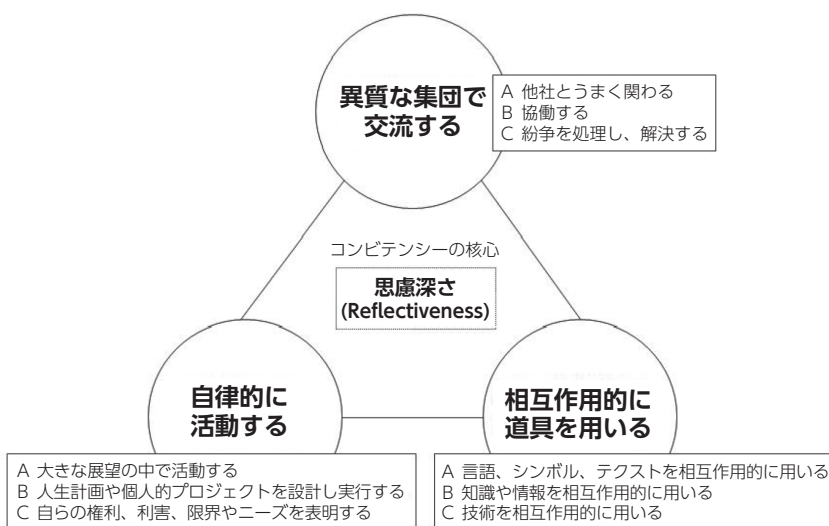 異質な集団で
交流する
A 他社とうまく関わる
B 協働する
C 紛争を処理し、解決する
コンビテンシーの核心
思慮深さ
(Reflectiveness)
自律的に
活動する
A 大きな展望の中で活動する
B 人生計画や個人的プロジェクトを設計し実行する
C 自らの権利、利害、限界やニーズを表明する
相互作用的に
道具を用いる
A 言語、シンボル、テクストを相互作用的に用いる
B 知識や情報を相互作用的に用いる
C 技術を相互作用的に用いる